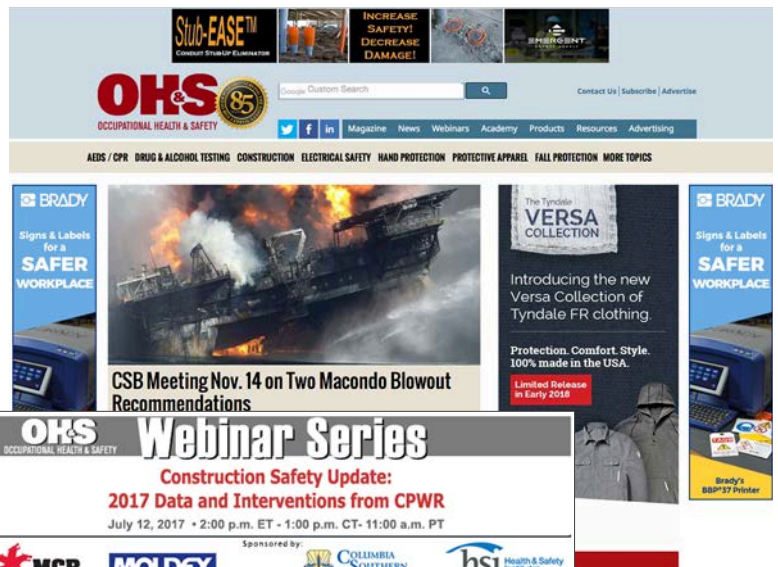 Stub-EASE™
CONDUIT STUB-UP ELIMINATOR
INCREASE
SAFETY!
DECREASE
DAMAGE!
EMERGENT
OH&S
OCCUPATIONAL HEALTH & SAFETY
85
Google Custom Search
Contact Us | Subscribe | Advertise
f in Magazine News Webinars Academy Products Resources Advertising
AEDS / CPR DRUG & ALCOHOL TESTING CONSTRUCTION ELECTRICAL SAFETY HAND PROTECTION PROTECTIVE APPAREL FALL PROTECTION MORE TOPICS
BRADY
Signs & Labels
for a
SAFER
WORKPLACE
CSB Meeting Nov. 14 on Two Macondo Blowout
Recommendations
The Tyndale
VERSA
COLLECTION
Introducing the new
Versa Collection of
Tyndale FR clothing.
Protection. Comfort. Style.
100% made in the USA.
Limited Release
in Early 2018
BRADY
Signs & Labels
for a
SAFER
WORKPLACE
Brady's
BBP®37 Printer
OH&S
OCCUPATIONAL HEALTH & SAFETY
Webinar Series
Construction Safety Update:
2017 Data and Interventions from CPWR
July 12, 2017 • 2:00 p.m. ET - 1:00 p.m. CT- 11:00 a.m. PT
Sponsored by:
MCR
MOLDEX
COLUMBIA
SOUTHERN
hsi Health & Safety